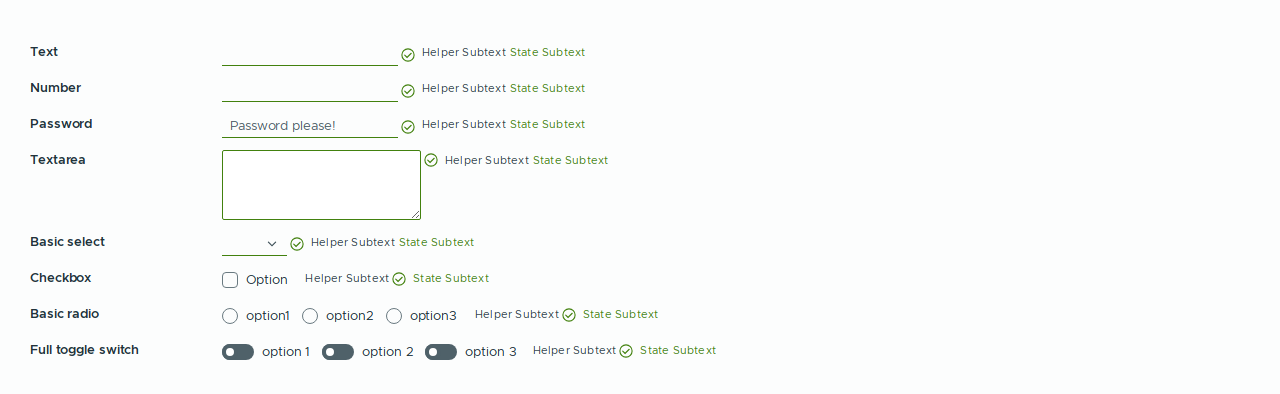 Text Helper Subtext State Subtext
Number Helper Subtext State Subtext
Password Password please! Helper Subtext State Subtext
Textarea Helper Subtext State Subtext
Basic select Helper Subtext State Subtext
Checkbox Option Helper Subtext State Subtext
Basic radio option1 option2 option3 Helper Subtext State Subtext
Full toggle switch option 1 option 2 option 3 Helper Subtext State Subtext